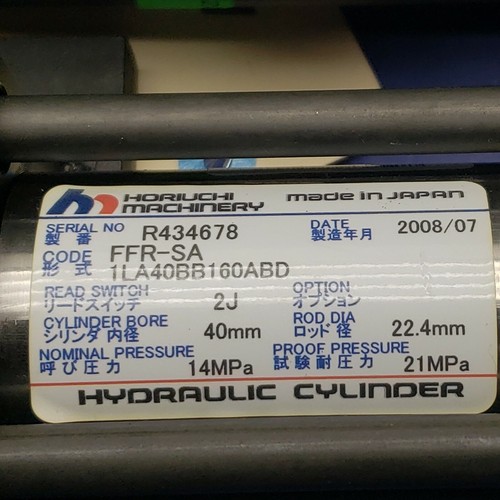 HORIUCHI MACHINERY made in JAPAN
SERIAL NO 製番 R434678 DATE 製造年月 2008/07
CODE 形式 FFR-SA 1LA40BB160ABD
READ SWITCH リードスイッチ 2J OPTION オプション
CYLINDER BORE シリンダ内径 40mm ROD DIA ロッド径 22.4mm
NOMINAL PRESSURE 呼び圧力 14MPa PROOF PRESSURE 試験耐圧力 21MPa
HYDRAULIC CYLINDER